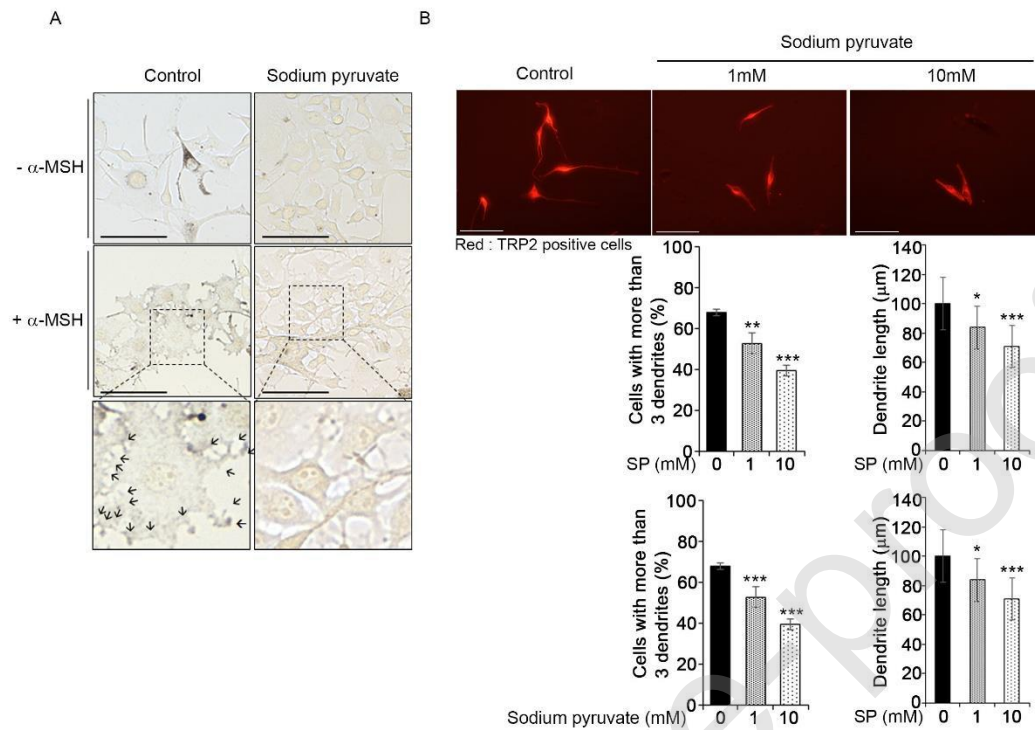 A
B
Control
Sodium pyruvate
- α-MSH
+ α-MSH
Sodium pyruvate
Control
1mM
10mM
Red : TRP2 positive cells
Cells with more than
3 dendrites (%)
80
60
40
20
0
**
***
SP (mM)
0 1 10
Dendrite length (μm)
140
120
100
80
60
40
20
0
*
***
SP (mM)
0 1 10
Cells with more than
3 dendrites (%)
100
80
60
40
20
0
***
***
Sodium pyruvate (mM)
0 1 10
Dendrite length (μm)
140
120
100
80
60
40
20
0
*
***
SP (mM)
0 1 10
e-proo